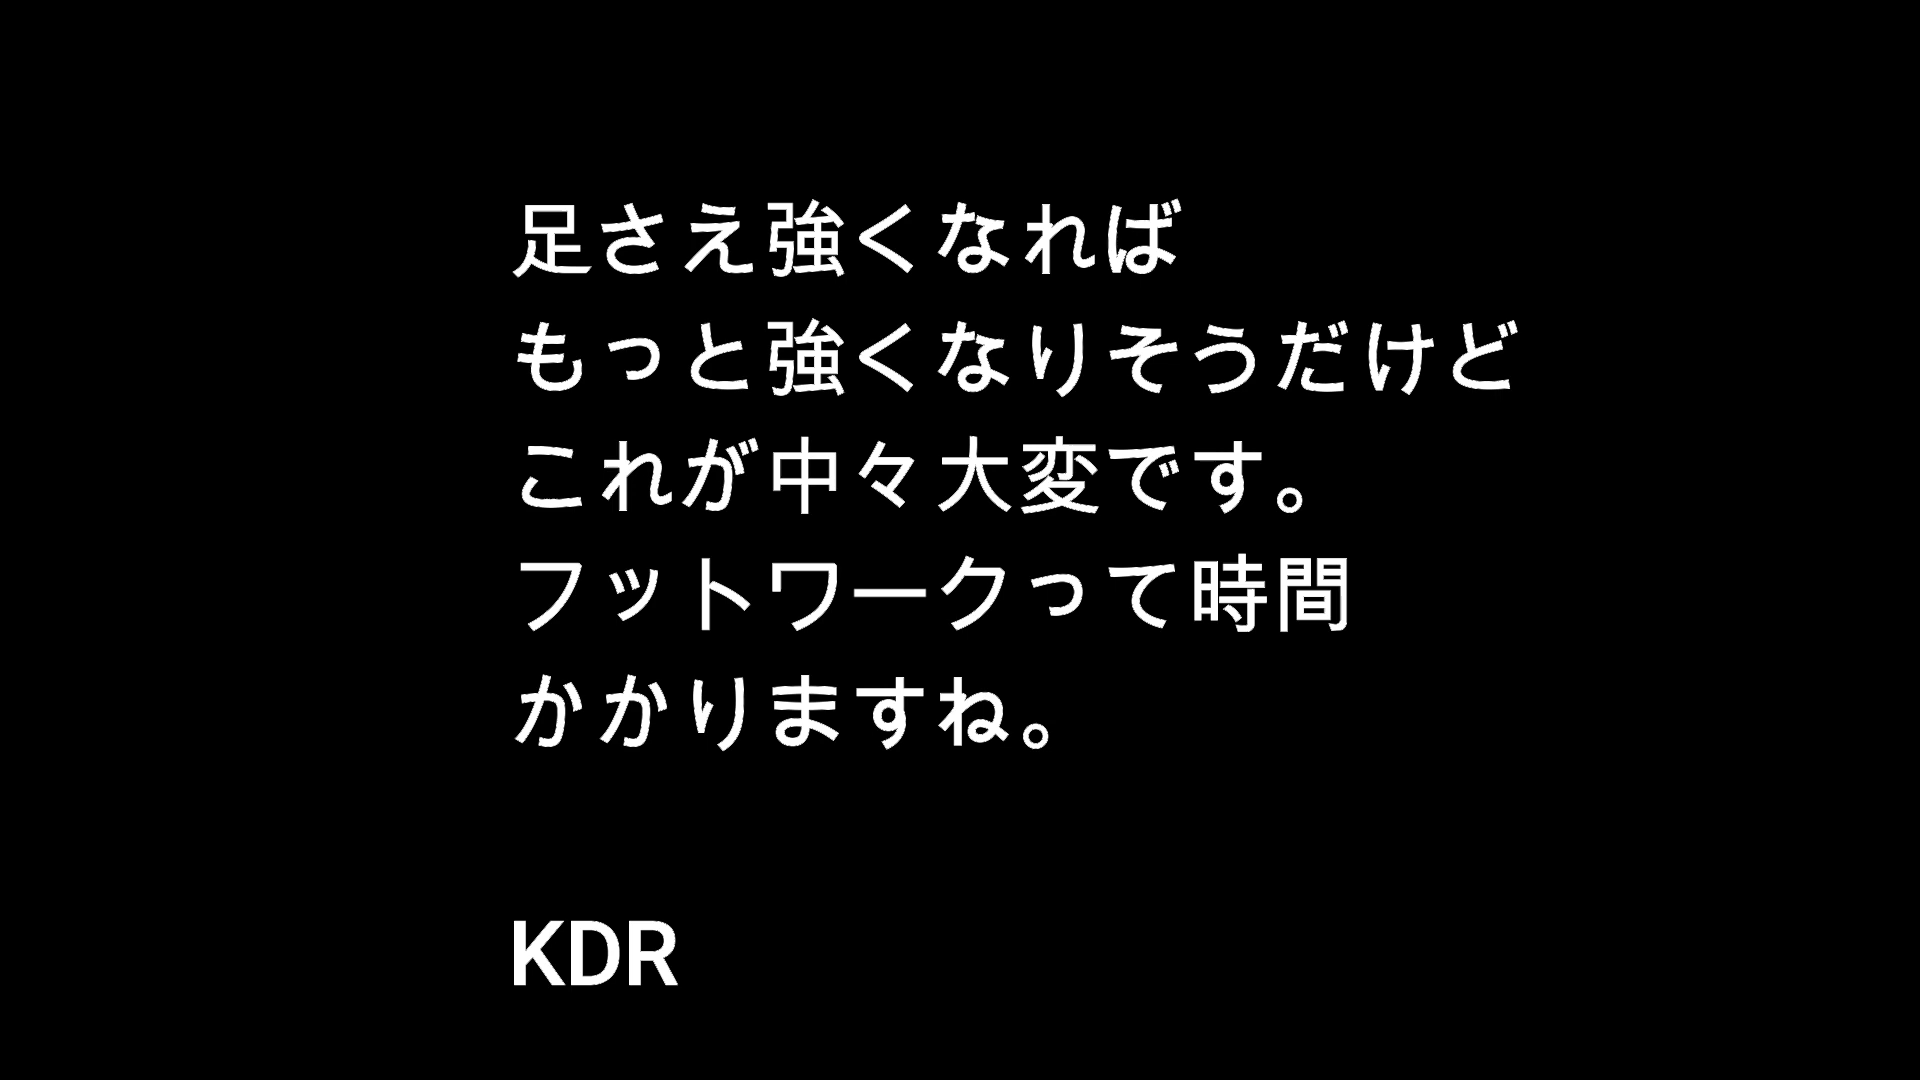 足さえ強くなれば
もっと強くなりそうだけど
これが中々大変です。
フットワークって時間
かかりますね。
KDR